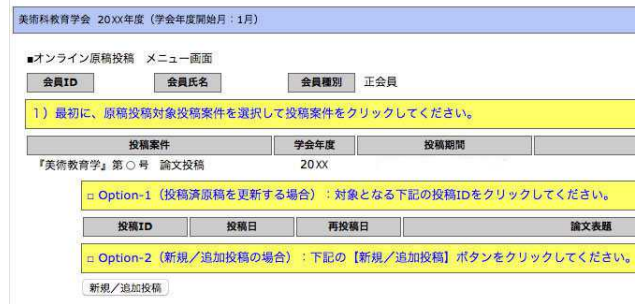 美術科教育学会 20XX年度（学会年度開始月：1月）
■オンライン原稿投稿 メニュー画面
会員ID 会員氏名 会員種別 正会員
1）最初に、原稿投稿対象投稿案件を選択して投稿案件をクリックしてください。
投稿案件 学会年度 投稿期間
『美術教育学』第○号 論文投稿 20XX
□ Option-1（投稿済原稿を更新する場合）：対象となる下記の投稿IDをクリックしてください。
投稿ID 投稿日 再投稿日 論文表題
□ Option-2（新規／追加投稿の場合）：下記の【新規／追加投稿】ボタンをクリックしてください。
新規／追加投稿